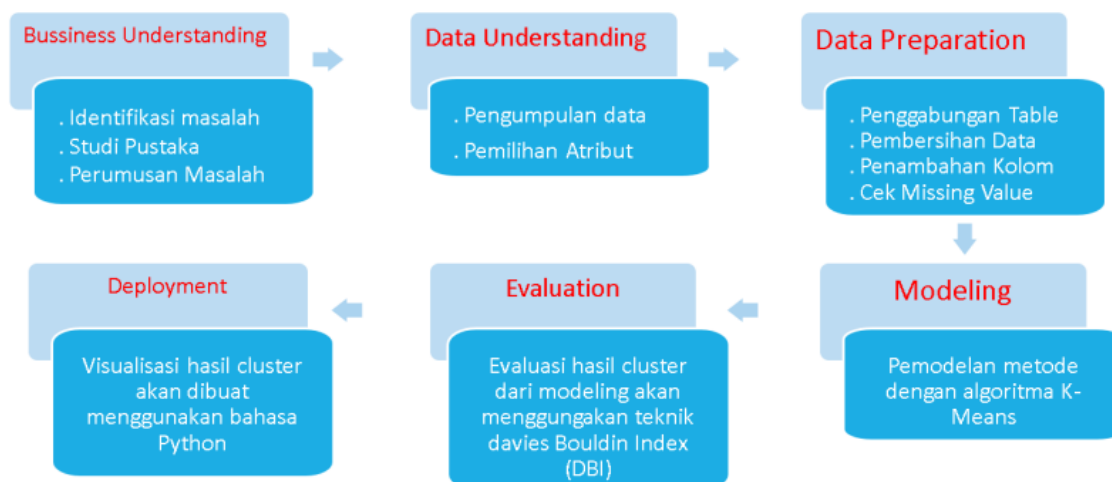 Bussiness Understanding
. Identifikasi masalah
. Studi Pustaka
. Perumusan Masalah
Data Understanding
. Pengumpulan data
. Pemilihan Atribut
Data Preparation
. Penggabungan Table
. Pembersihan Data
. Penambahan Kolom
. Cek Missing Value
Modeling
Pemodelan metode
dengan algoritma K-
Means
Evaluation
Evaluasi hasil cluster
dari modeling akan
menggungakan teknik
davies Bouldin Index
(DBI)
Deployment
Visualisasi hasil cluster
akan dibuat
menggunakan bahasa
Python